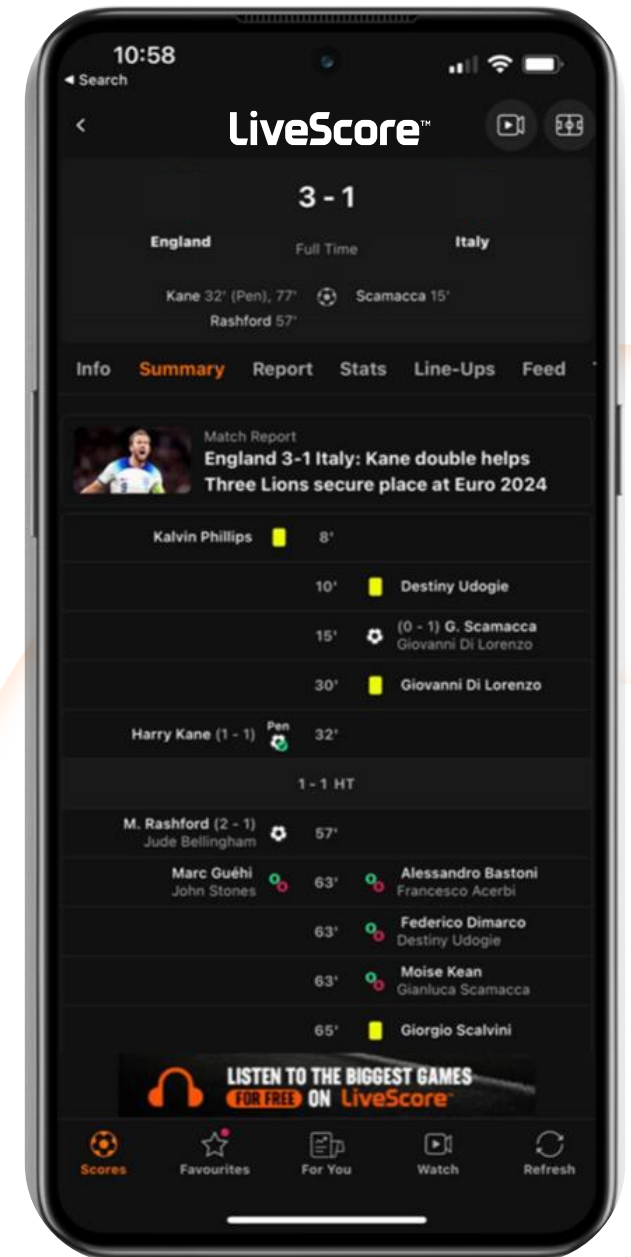 10:58
◄ Search
LiveScore™
3 - 1
England
Full Time
Italy
Kane 32' (Pen), 77'
Scamacca 15'
Rashford 57'
Info Summary Report Stats Line-Ups Feed
Match Report
England 3-1 Italy: Kane double helps
Three Lions secure place at Euro 2024
Kalvin Phillips 8'
10' Destiny Udogie
15' (0 - 1) G. Scamacca
Giovanni Di Lorenzo
30' Giovanni Di Lorenzo
Harry Kane (1 - 1) Pen 32'
1 - 1 HT
M. Rashford (2 - 1) 57'
Jude Bellingham
Marc Guéhi 63' Alessandro Bastoni
John Stones Francesco Acerbi
63' Federico Dimarco
Destiny Udogie
63' Moise Kean
Gianluca Scamacca
65' Giorgio Scalvini
LISTEN TO THE BIGGEST GAMES
FOR FREE ON LiveScore™
Scores Favourites For You Watch Refresh